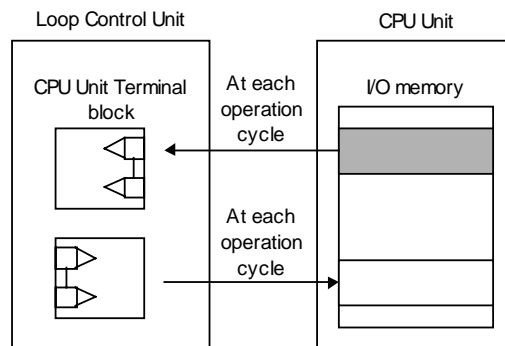 Loop Control Unit
CPU Unit
CPU Unit Terminal
block
At each
operation
cycle
I/O memory
At each
operation
cycle